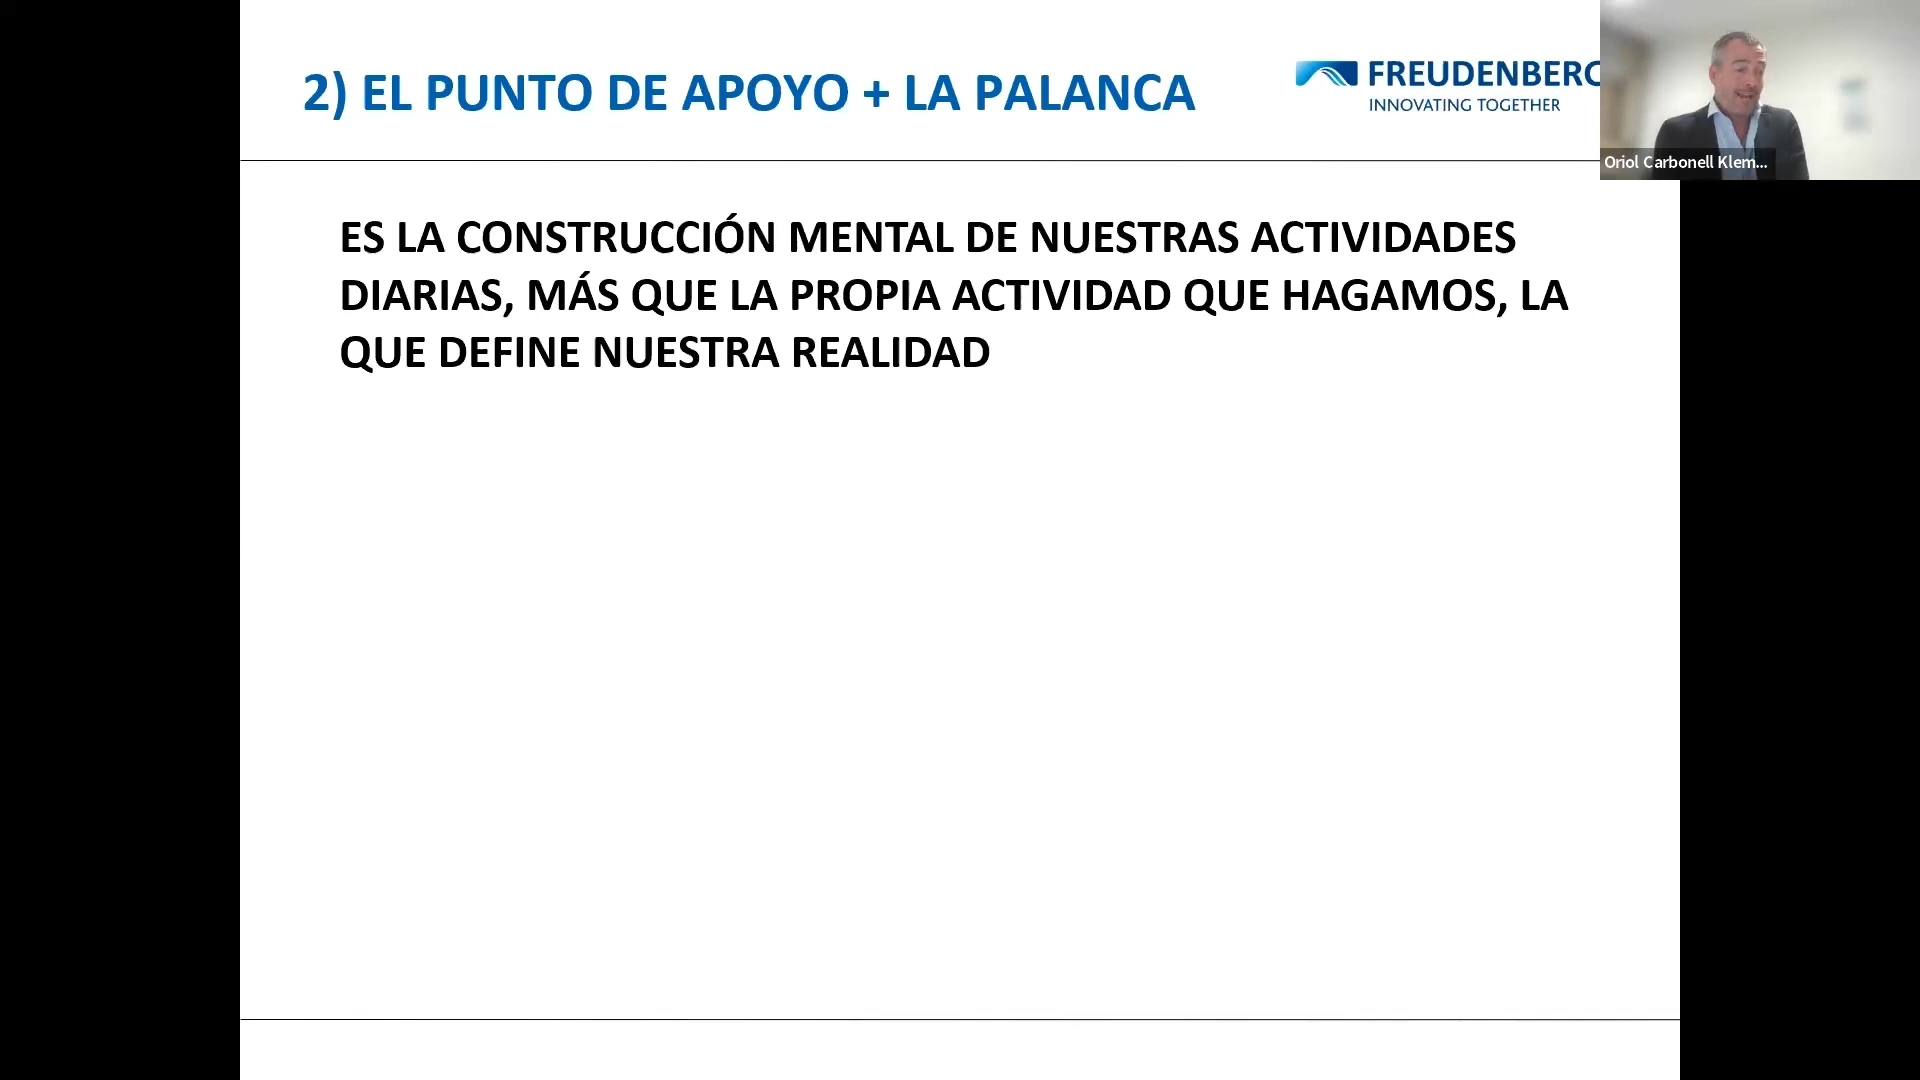 2) EL PUNTO DE APOYO + LA PALANCA
FREUDENBERG
INNOVATING TOGETHER
Oriol Carbonell Klem...
ES LA CONSTRUCCIÓN MENTAL DE NUESTRAS ACTIVIDADES
DIARIAS, MÁS QUE LA PROPIA ACTIVIDAD QUE HAGAMOS, LA
QUE DEFINE NUESTRA REALIDAD